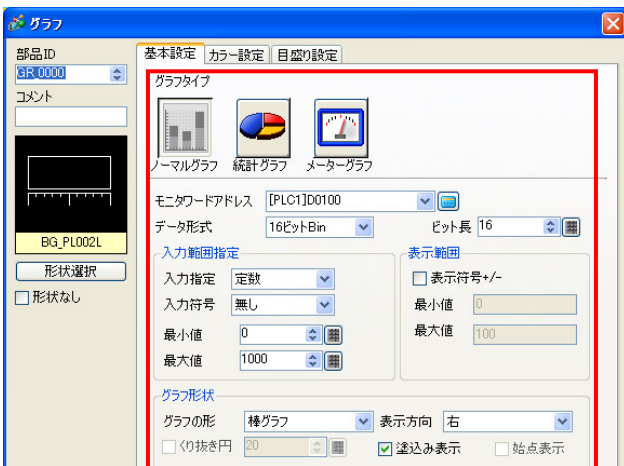 グラフ
部品ID
GR_0000
コメント
BG_PL002L
形状選択
形状なし
基本設定 カラー設定 目盛り設定
グラフタイプ
ノーマルグラフ 統計グラフ メーターグラフ
モニタワードアドレス [PLC1]D0100
データ形式 16ビットBin ビット長 16
入力範囲指定 表示範囲
入力指定 定数 表示符号+/-
入力符号 無し 最小値 0
最小値 0 最大値 100
最大値 1000
グラフ形状
グラフの形 棒グラフ 表示方向 右
くり抜き円 20 塗込み表示 始点表示